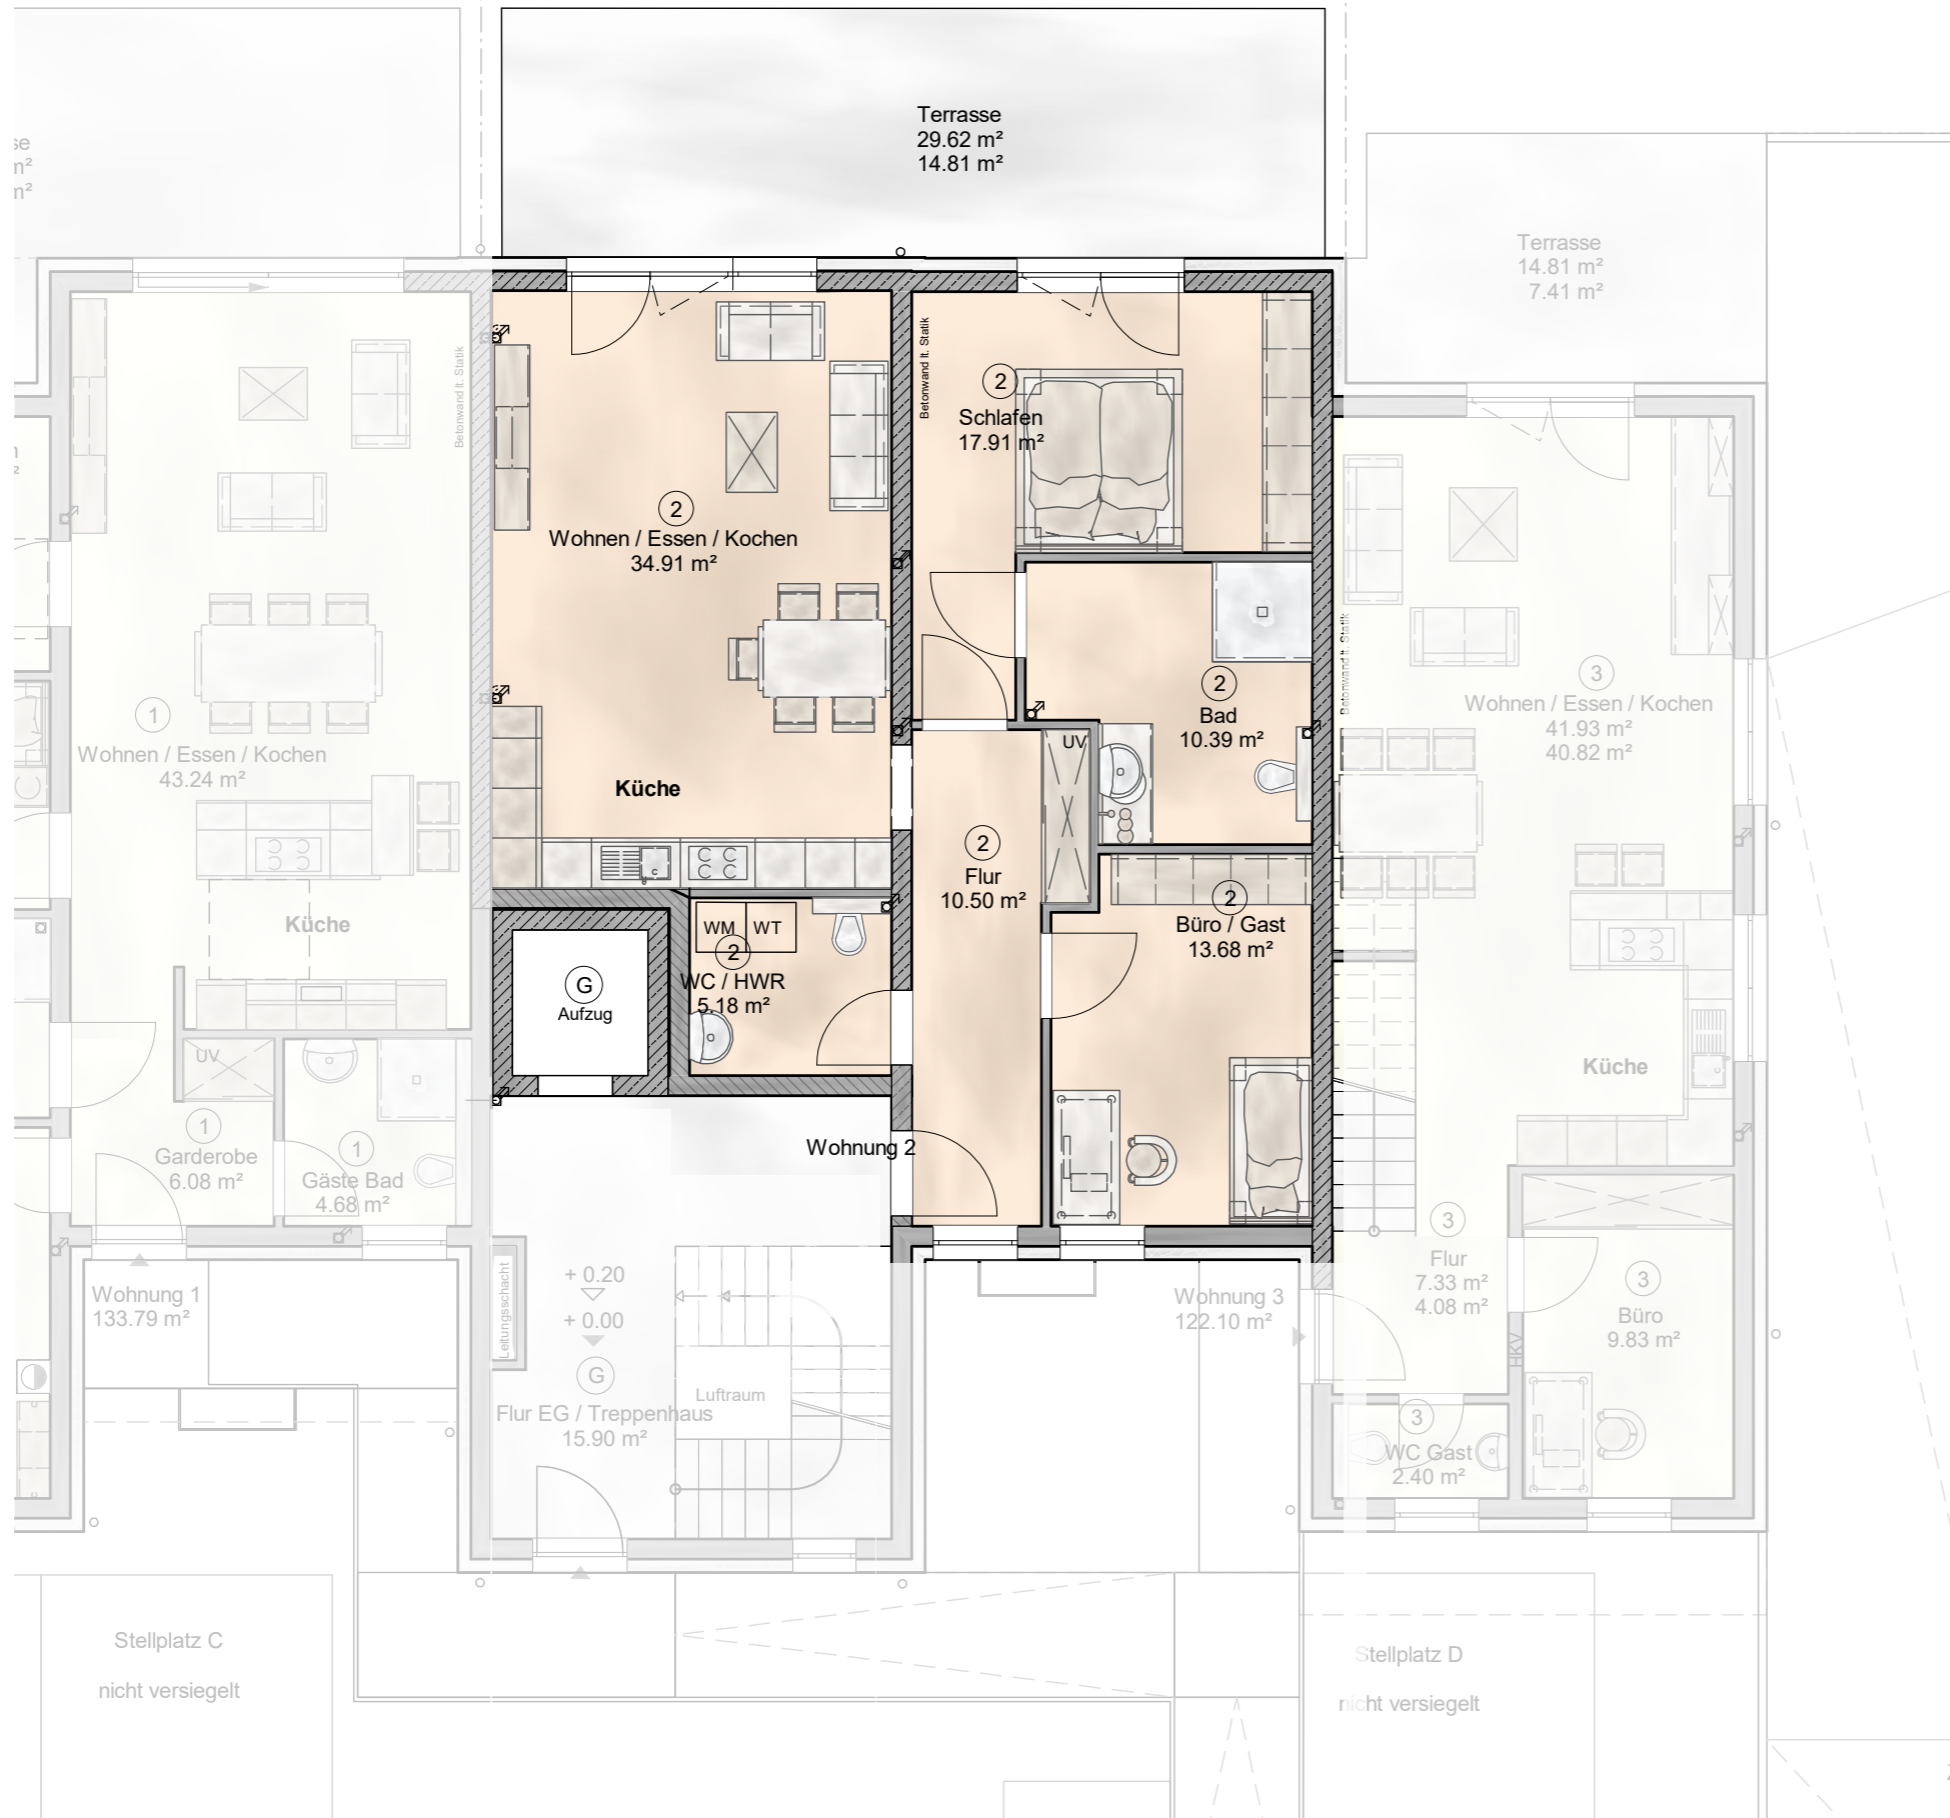 Terrasse
29.62 m²
14.81 m²
se
m²
m²
Terrasse
14.81 m²
7.41 m²
Betonwand lt. Statik
Betonwand lt. Statik
2
Schlafen
17.91 m²
2
Wohnen / Essen / Kochen
34.91 m²
Betonwand lt. Statik
3
Wohnen / Essen / Kochen
41.93 m²
40.82 m²
1
Wohnen / Essen / Kochen
43.24 m²
2
Bad
10.39 m²
UV
Küche
2
Flur
10.50 m²
2
Büro / Gast
13.68 m²
Küche
WM
WT
2
WC / HWR
5.18 m²
G
Aufzug
UV
Küche
1
Garderobe
6.08 m²
1
Gäste Bad
4.68 m²
Wohnung 2
3
Flur
7.33 m²
4.08 m²
3
Büro
9.83 m²
Wohnung 1
133.79 m²
Leitungsschacht
+ 0.20
+ 0.00
G
Flur EG / Treppenhaus
15.90 m²
Luftraum
Wohnung 3
122.10 m²
HKV
3
WC Gast
2.40 m²
Stellplatz C
nicht versiegelt
Stellplatz D
nicht versiegelt